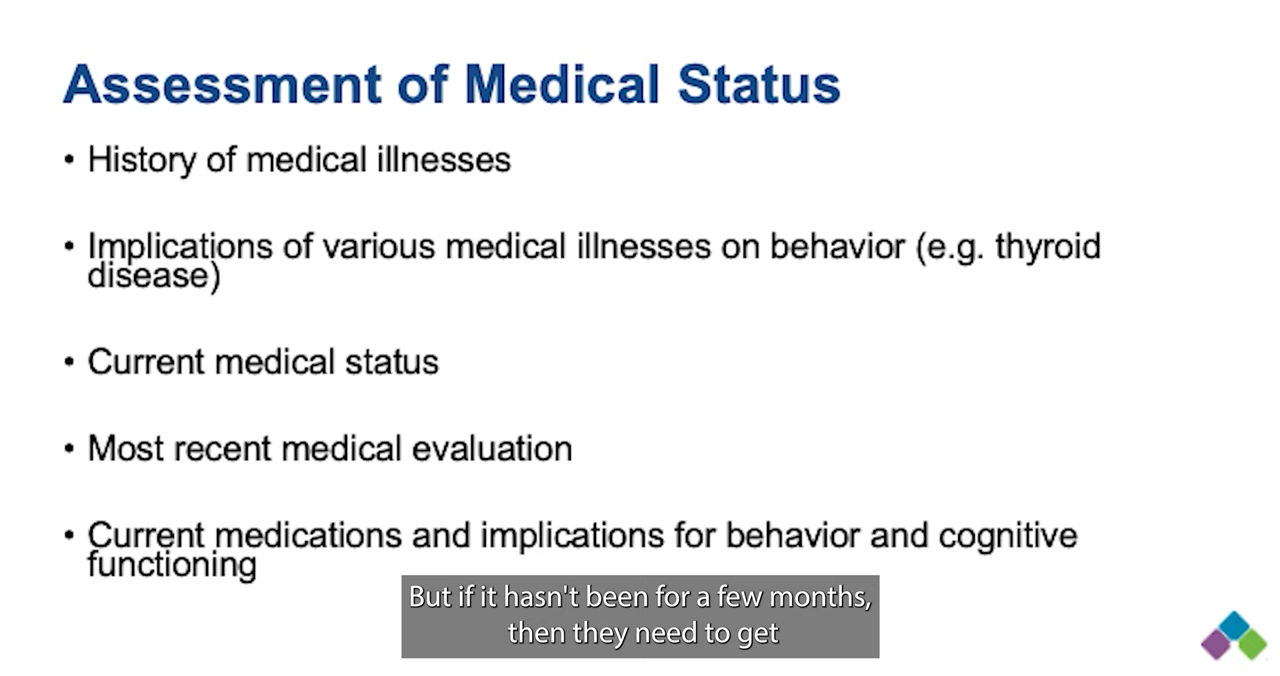 Assessment of Medical Status
• History of medical illnesses
• Implications of various medical illnesses on behavior (e.g. thyroid
disease)
• Current medical status
• Most recent medical evaluation
• Current medications and implications for behavior and cognitive
functioning
But if it hasn't been for a few months,
then they need to get